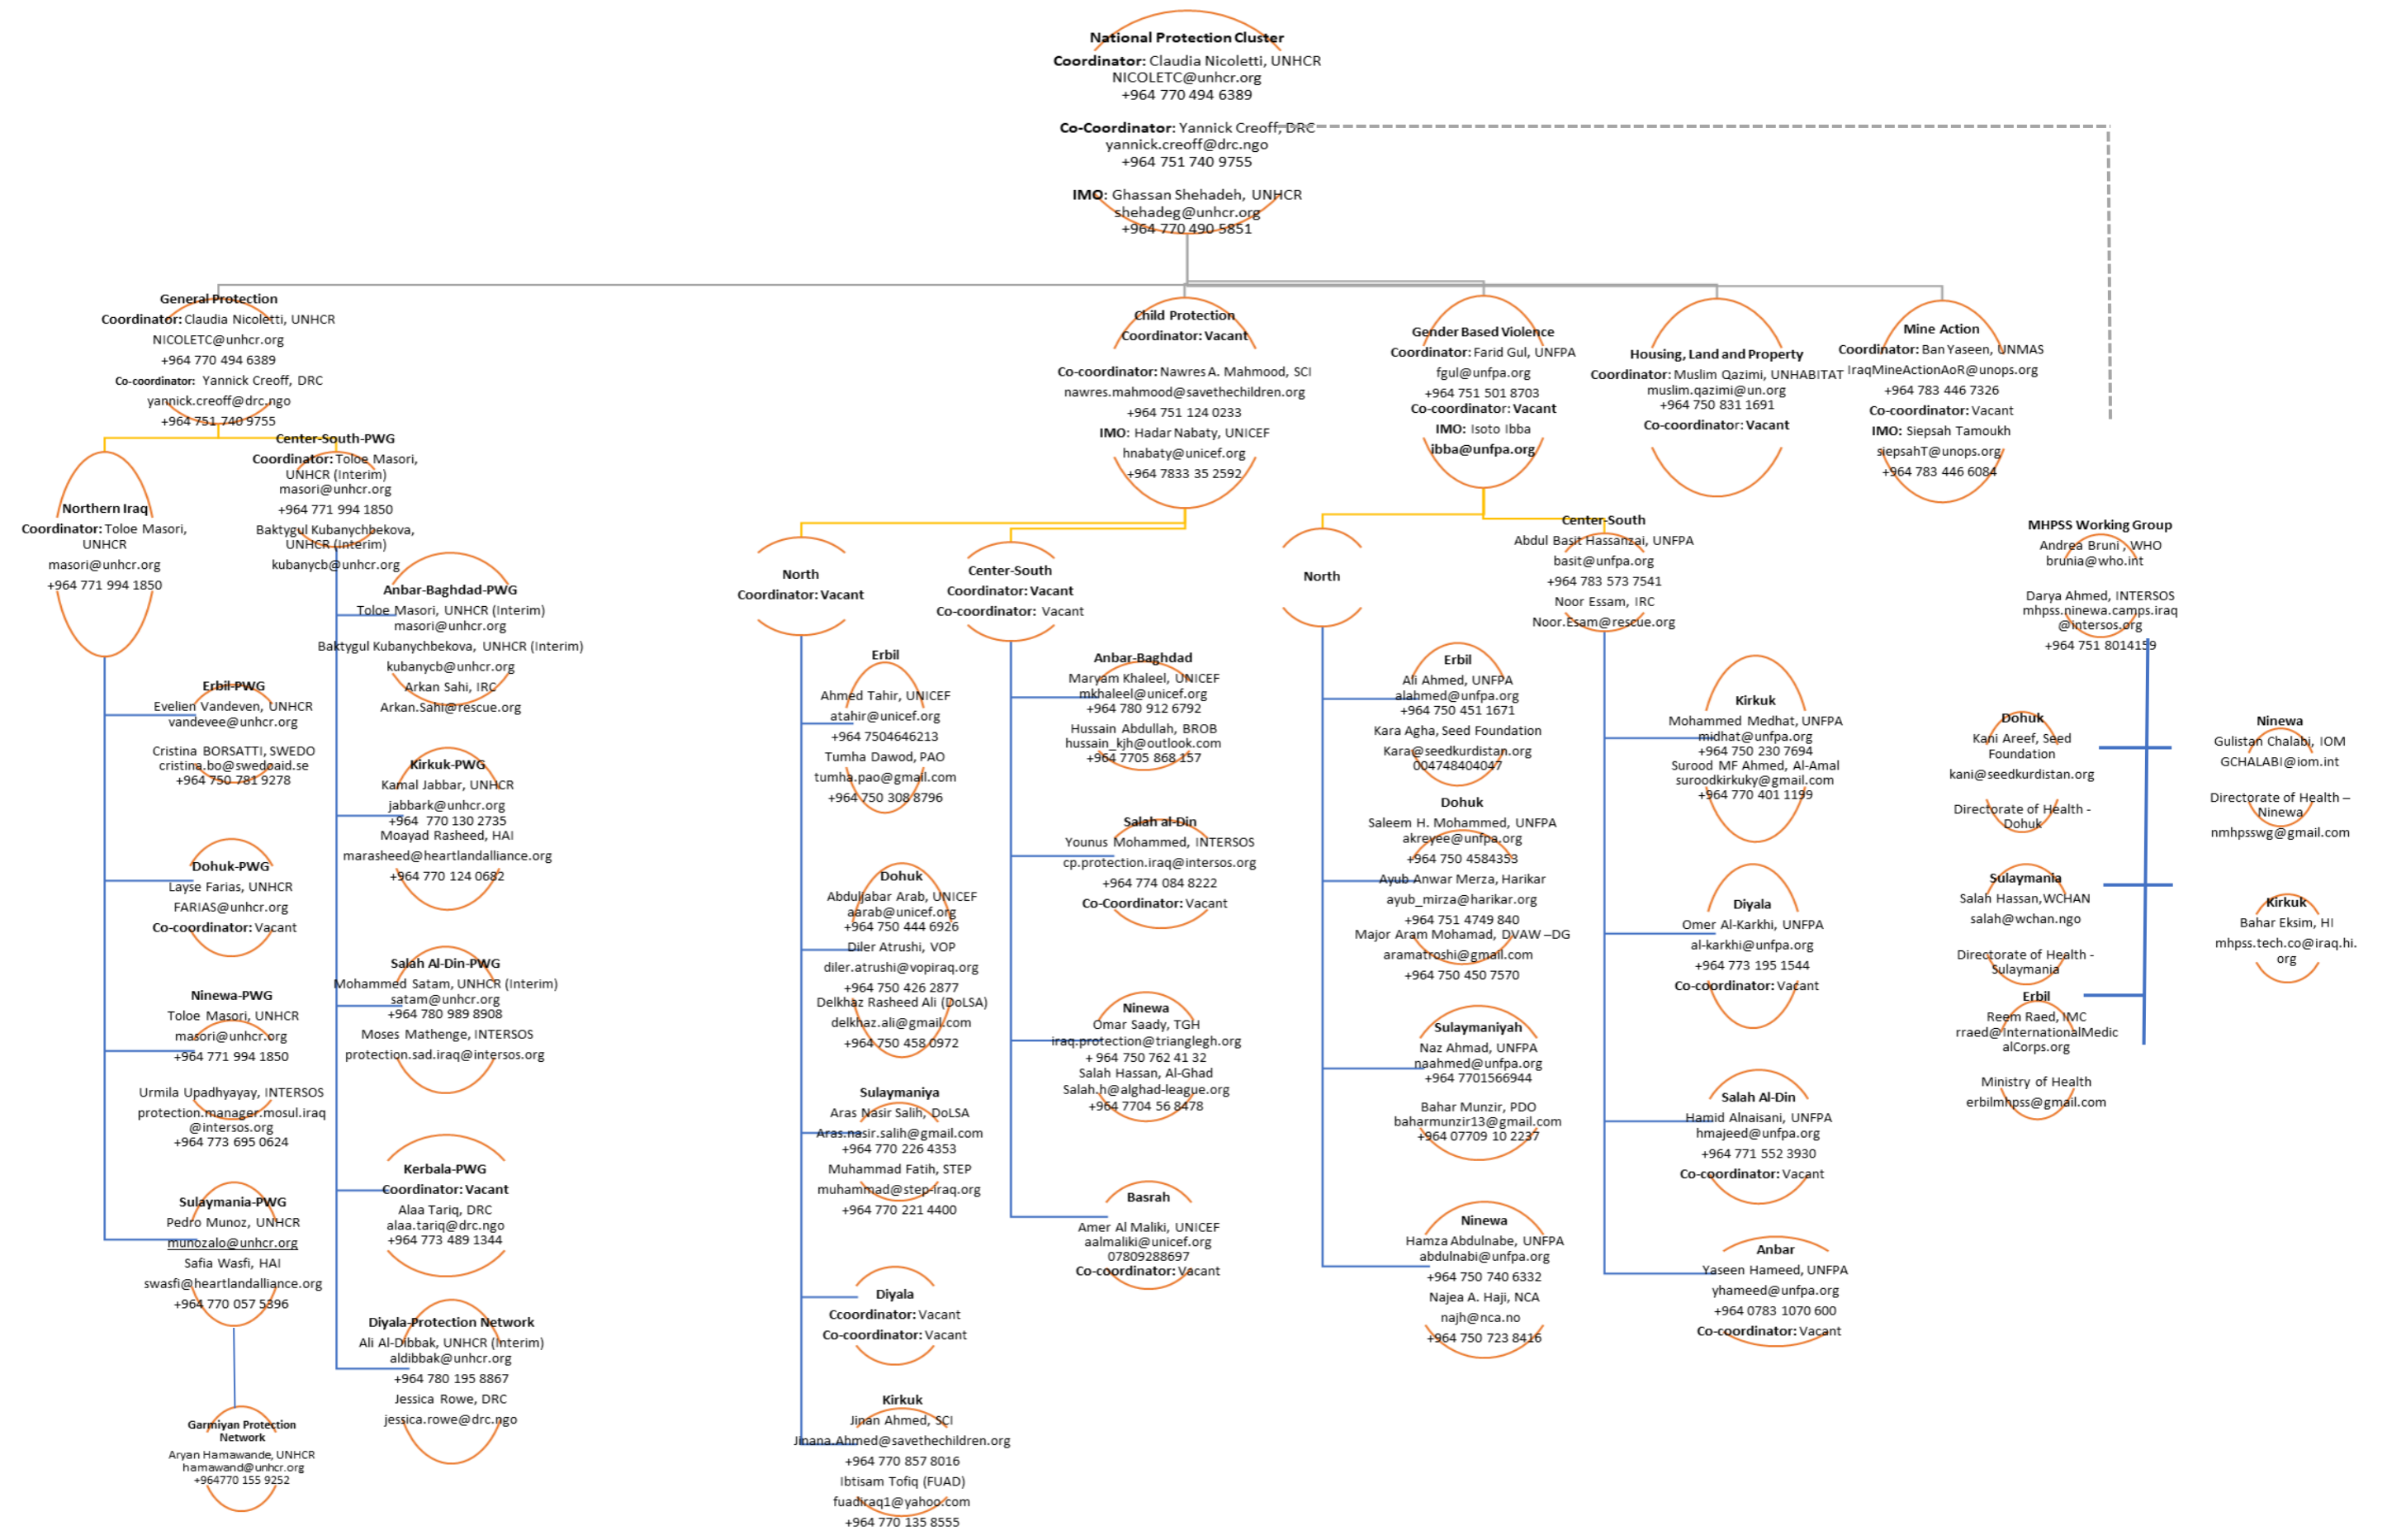 National Protection Cluster
Coordinator: Claudia Nicoletti, UNHCR
NICOLETC@unhcr.org
+964 770 494 6389
Co-Coordinator: Yannick Creoff, DRC
yannick.creoff@drc.ngo
+964 751 740 9755
IMO: Ghassan Shehadeh, UNHCR
shehadeg@unhcr.org
+964 770 490 5851
General Protection
Coordinator: Claudia Nicoletti, UNHCR
NICOLETC@unhcr.org
+964 770 494 6389
Co-coordinator: Yannick Creoff, DRC
yannick.creoff@drc.ngo
+964 751 740 9755
Northern Iraq
Coordinator: Toloe Masori,
UNHCR
masori@unhcr.org
+964 771 994 1850
Erbil-PWG
Evelien Vandeven, UNHCR
vandevee@unhcr.org
Cristina BORSATTI, SWEDO
cristina.bo@swedoaid.se
+964 750 781 9278
Dohuk-PWG
Layse Farias, UNHCR
FARIAS@unhcr.org
Co-coordinator: Vacant
Ninewa-PWG
Toloe Masori, UNHCR
masori@unhcr.org
+964 771 994 1850
Urmila Upadhyayay, INTERSOS
protection.manager.mosul.iraq
@intersos.org
+964 773 695 0624
Sulaymania-PWG
Pedro Munoz, UNHCR
munozalo@unhcr.org
Safia Wasfi, HAI
swasfi@heartlandalliance.org
+964 770 057 5396
Garmiyan Protection
Network
Aryan Hamawande, UNHCR
hamawand@unhcr.org
+964770 155 9252
Center-South-PWG
Coordinator: Toloe Masori,
UNHCR (Interim)
masori@unhcr.org
+964 771 994 1850
Baktygul Kubanychbekova,
UNHCR (Interim)
kubanycb@unhcr.org
Anbar-Baghdad-PWG
Toloe Masori, UNHCR (Interim)
masori@unhcr.org
Baktygul Kubanychbekova, UNHCR (Interim)
kubanycb@unhcr.org
Arkan Sahi, IRC
Arkan.Sahi@rescue.org
Kirkuk-PWG
Kamal Jabbar, UNHCR
jabbark@unhcr.org
+964 770 130 2735
Moayad Rasheed, HAI
marasheed@heartlandalliance.org
+964 770 124 0682
Salah Al-Din-PWG
Mohammed Satam, UNHCR (Interim)
satam@unhcr.org
+964 780 989 8908
Moses Mathenge, INTERSOS
protection.sad.iraq@intersos.org
Kerbala-PWG
Coordinator: Vacant
Alaa Tariq, DRC
alaa.tariq@drc.ngo
+964 773 489 1344
Diyala-Protection Network
Ali Al-Dibbak, UNHCR (Interim)
aldibbak@unhcr.org
+964 780 195 8867
Jessica Rowe, DRC
jessica.rowe@drc.ngo
Child Protection
Coordinator: Vacant
Co-coordinator: Nawres A. Mahmood, SCI
nawres.mahmood@savethechildren.org
+964 751 124 0233
IMO: Hadar Nabaty, UNICEF
hnabaty@unicef.org
+964 7833 35 2592
North
Coordinator: Vacant
Erbil
Ahmed Tahir, UNICEF
atahir@unicef.org
+964 7504646213
Tumha Dawod, PAO
tumha.pao@gmail.com
+964 750 308 8796
Dohuk
Abduljabar Arab, UNICEF
aarab@unicef.org
+964 750 444 6926
Diler Atrushi, VOP
diler.atrushi@vopiraq.org
+964 750 426 2877
Delkhaz Rasheed Ali (DoLSA)
delkhaz.ali@gmail.com
+964 750 458 0972
Sulaymaniya
Aras Nasir Salih, DoLSA
Aras.nasir.salih@gmail.com
+964 770 226 4353
Muhammad Fatih, STEP
muhammad@step-iraq.org
+964 770 221 4400
Diyala
Ccoordinator: Vacant
Co-coordinator: Vacant
Kirkuk
Jinan Ahmed, SCI
Jinana.Ahmed@savethechildren.org
+964 770 857 8016
Ibtisam Tofiq (FUAD)
fuadiraq1@yahoo.com
+964 770 135 8555
Center-South
Coordinator: Vacant
Co-coordinator: Vacant
Anbar-Baghdad
Maryam Khaleel, UNICEF
mkhaleel@unicef.org
+964 780 912 6792
Hussain Abdullah, BROB
hussain_kjh@outlook.com
+964 7705 868 157
Salah al-Din
Younus Mohammed, INTERSOS
cp.protection.iraq@intersos.org
+964 774 084 8222
Co-Coordinator: Vacant
Ninewa
Omar Saady, TGH
iraq.protection@trianglegh.org
+ 964 750 762 41 32
Salah Hassan, Al-Ghad
Salah.h@alghad-league.org
+964 7704 56 8478
Basrah
Amer Al Maliki, UNICEF
aalmaliki@unicef.org
07809288697
Co-coordinator: Vacant
Gender Based Violence
Coordinator: Farid Gul, UNFPA
fgul@unfpa.org
+964 751 501 8703
Co-coordinator: Vacant
IMO: Isoto Ibba
ibba@unfpa.org
North
Erbil
Ali Ahmed, UNFPA
alahmed@unfpa.org
+964 750 451 1671
Kara Agha, Seed Foundation
Kara@seedkurdistan.org
004748404047
Dohuk
Saleem H. Mohammed, UNFPA
akreyee@unfpa.org
+964 750 4584353
Ayub Anwar Merza, Harikar
ayub_mirza@harikar.org
+964 751 4749 840
Major Aram Mohamad, DVAW –DG
aramatroshi@gmail.com
+964 750 450 7570
Sulaymaniyah
Naz Ahmad, UNFPA
naahmed@unfpa.org
+964 7701566944
Bahar Munzir, PDO
baharmunzir13@gmail.com
+964 07709 10 2237
Ninewa
Hamza Abdulnabe, UNFPA
abdulnabi@unfpa.org
+964 750 740 6332
Najea A. Haji, NCA
najh@nca.no
+964 750 723 8416
Center-South
Abdul Basit Hassanzai, UNFPA
basit@unfpa.org
+964 783 573 7541
Noor Essam, IRC
Noor.Esam@rescue.org
Kirkuk
Mohammed Medhat, UNFPA
midhat@unfpa.org
+964 750 230 7694
Surood MF Ahmed, Al-Amal
suroodkirkuky@gmail.com
+964 770 401 1199
Diyala
Omer Al-Karkhi, UNFPA
al-karkhi@unfpa.org
+964 773 195 1544
Co-coordinator: Vacant
Salah Al-Din
Hamid Alnaisani, UNFPA
hmajeed@unfpa.org
+964 771 552 3930
Co-coordinator: Vacant
Anbar
Yaseen Hameed, UNFPA
yhameed@unfpa.org
+964 0783 1070 600
Co-coordinator: Vacant
Housing, Land and Property
Coordinator: Muslim Qazimi, UNHABITAT
muslim.qazimi@un.org
+964 750 831 1691
Co-coordinator: Vacant
Mine Action
Coordinator: Ban Yaseen, UNMAS
IraqMineActionAoR@unops.org
+964 783 446 7326
Co-coordinator: Vacant
IMO: Siepsah Tamoukh
siepsahT@unops.org
+964 783 446 6084
MHPSS Working Group
Andrea Bruni , WHO
brunia@who.int
Darya Ahmed, INTERSOS
mhpss.ninewa.camps.iraq
@intersos.org
+964 751 8014159
Dohuk
Kani Areef, Seed
Foundation
kani@seedkurdistan.org
Directorate of Health -
Dohuk
Sulaymania
Salah Hassan,WCHAN
salah@wchan.ngo
Directorate of Health -
Sulaymania
Erbil
Reem Raed, IMC
rraed@InternationalMedic
alCorps.org
Ministry of Health
erbilmhpss@gmail.com
Ninewa
Gulistan Chalabi, IOM
GCHALABI@iom.int
Directorate of Health –
Ninewa
nmhpsswg@gmail.com
Kirkuk
Bahar Eksim, HI
mhpss.tech.co@iraq.hi.
org